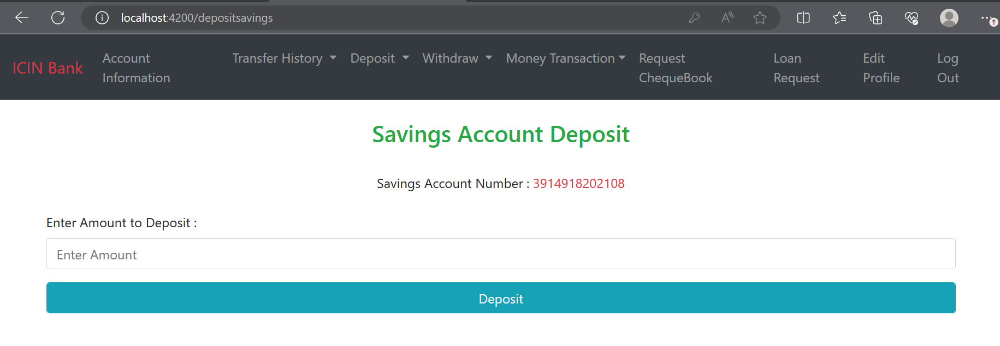 localhost:4200/depositsavings
ICIN Bank
Account Information
Transfer History
Deposit
Withdraw
Money Transaction
Request ChequeBook
Loan Request
Edit Profile
Log Out
Savings Account Deposit
Savings Account Number : 3914918202108
Enter Amount to Deposit :
Enter Amount
Deposit